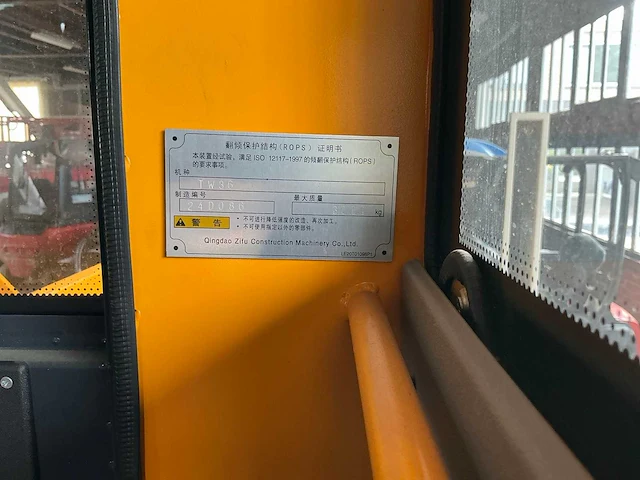 翻倾保护结构(ROPS)证明书
本装置经试验，满足ISO 12117-1997的倾翻保护结构(ROPS)
的要求事项。
机种
TW36
制造编号
最大质量
kg
警 告
• 不可进行降低强度的改造、再次加工。
• 不可使用指定以外的零部件。
Qingdao Zifu Construction Machinery Co.,Ltd.